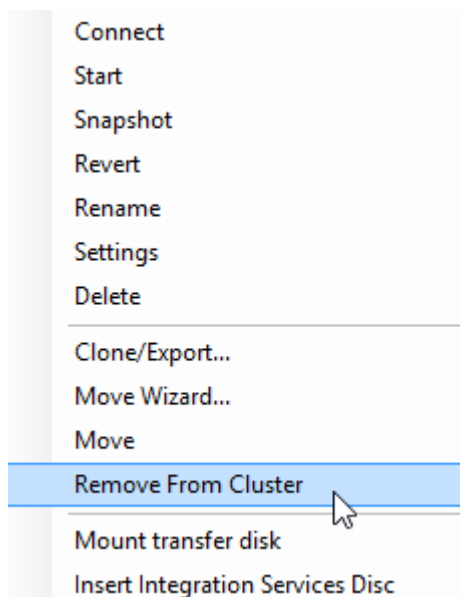 Connect
Start
Snapshot
Revert
Rename
Settings
Delete
Clone/Export...
Move Wizard...
Move
Remove From Cluster
Mount transfer disk
Insert Integration Services Disc